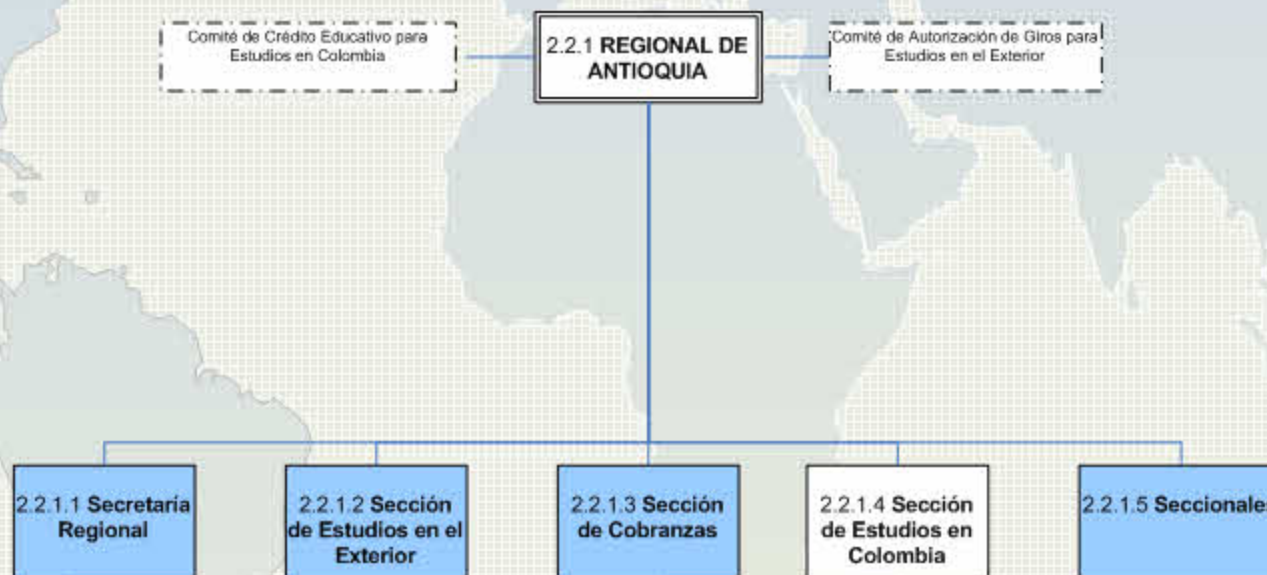 Comité de Crédito Educativo para
Estudios en Colombia
2.2.1 REGIONAL DE
ANTIOQUIA
Comité de Autorización de Giros para
Estudios en el Exterior
2.2.1.1 Secretaría
Regional
2.2.1.2 Sección
de Estudios en el
Exterior
2.2.1.3 Sección
de Cobranzas
2.2.1.4 Sección
de Estudios en
Colombia
2.2.1.5 Seccionales